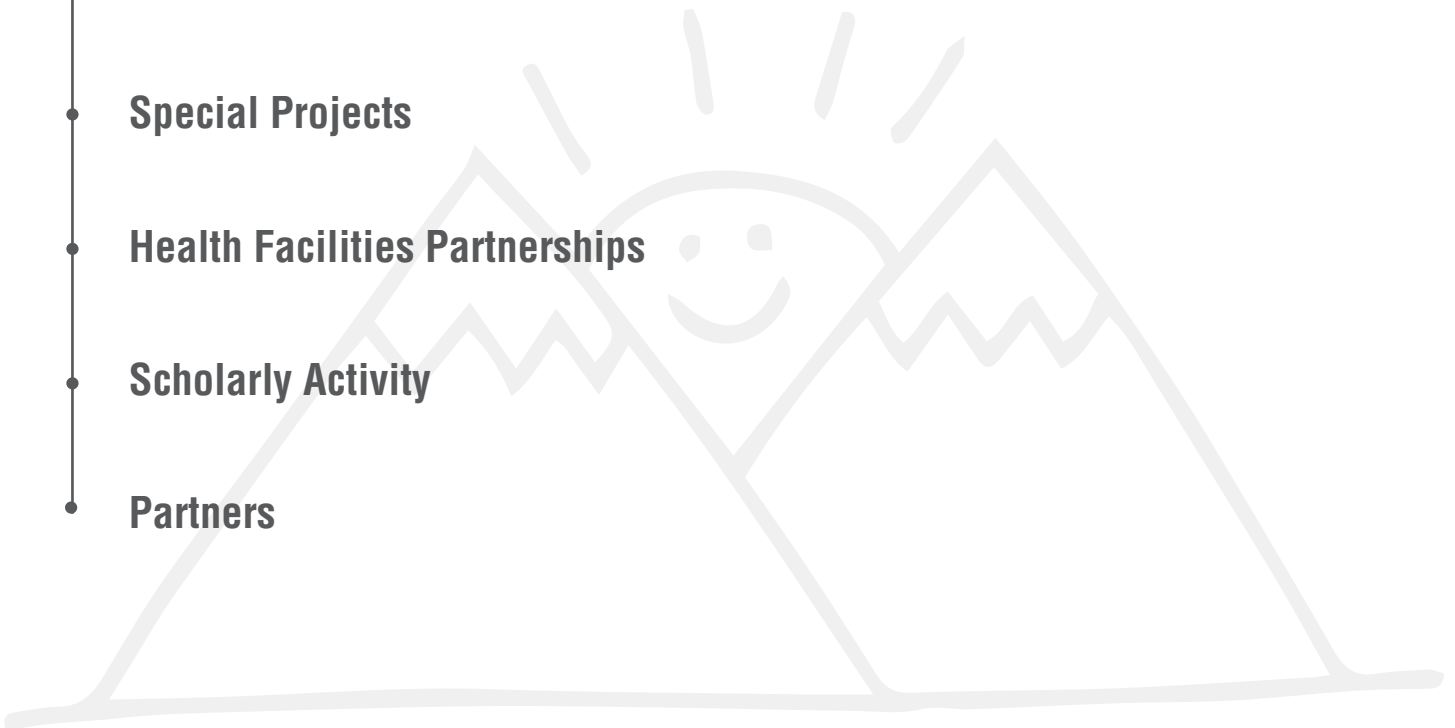 Special Projects
Health Facilities Partnerships
Scholarly Activity
Partners